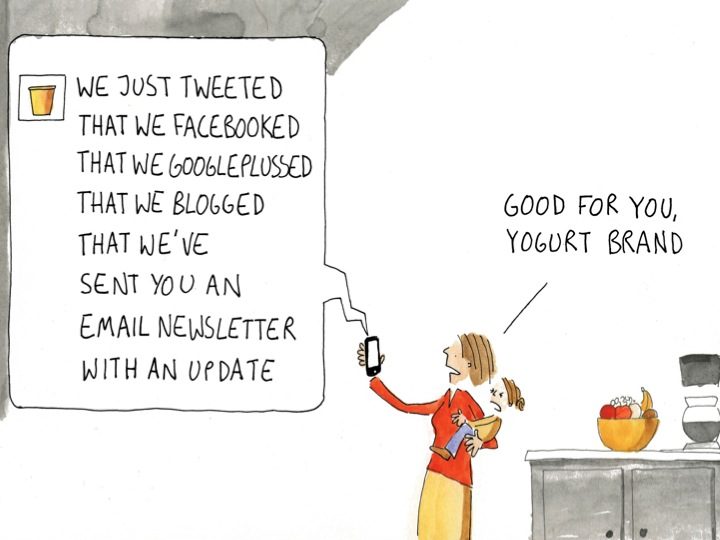 WE JUST TWEETED
THAT WE FACEBOOKED
THAT WE GOOGLEPLUSSED
THAT WE BLOGGED
THAT WE'VE
SENT YOU AN
EMAIL NEWSLETTER
WITH AN UPDATE
GOOD FOR YOU,
YOGURT BRAND